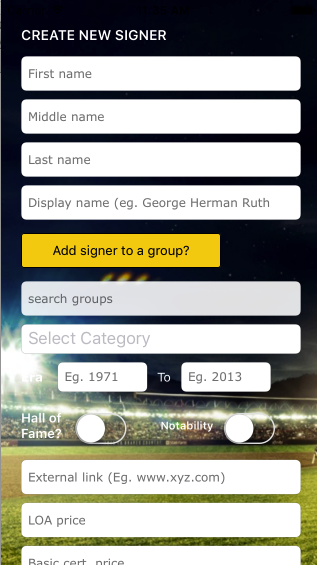 CREATE NEW SIGNER
First name
Middle name
Last name
Display name (eg. George Herman Ruth
Add signer to a group?
search groups
Select Category
Era Eg. 1971 To Eg. 2013
Hall of
Fame? Notability
External link (Eg. www.xyz.com)
LOA price
Basic cert. price